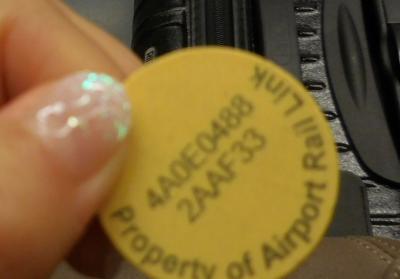 4A0E0488
2AAF33
Property of Airport Rail Link